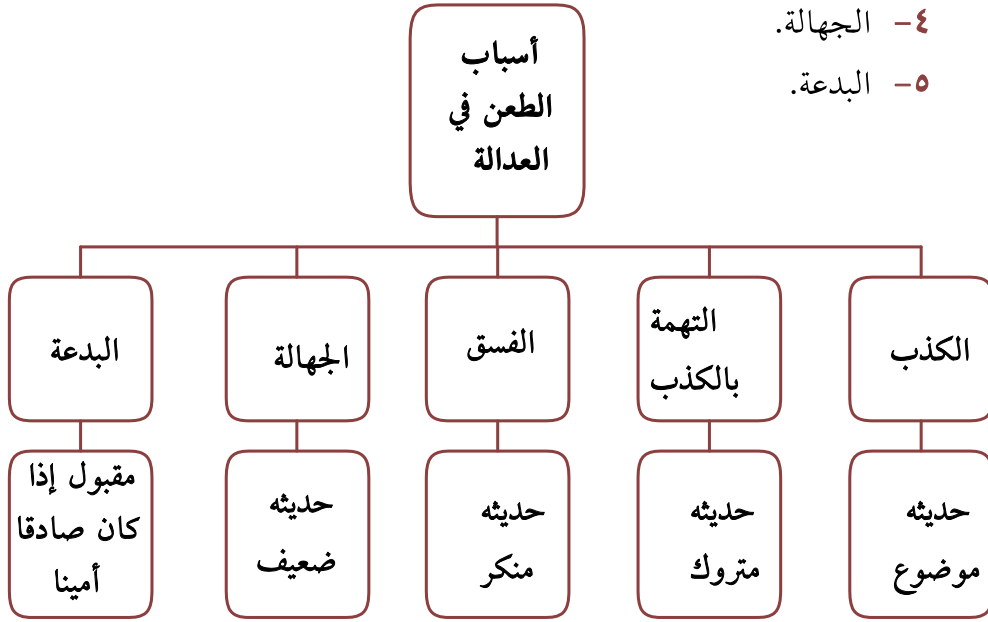 ٤- الجهالة.
٥- البدعة.
أسباب
الطعن في
العدالة
الكذب
التهمة
بالكذب
الفسق
الجهالة
البدعة
حديثه
موضوع
حديثه
متروك
حديثه
منكر
حديثه
ضعيف
مقبول إذا
كان صادقا
أمينا